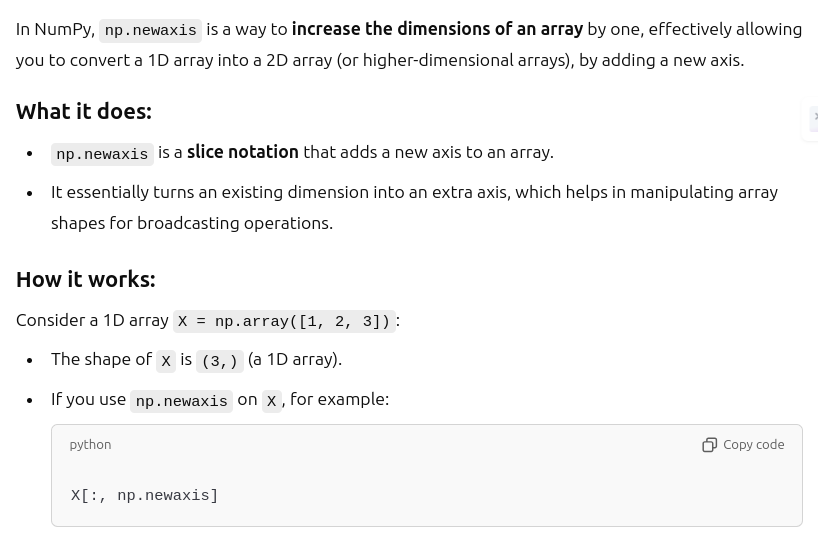 In NumPy, np.newaxis is a way to increase the dimensions of an array by one, effectively allowing
you to convert a 1D array into a 2D array (or higher-dimensional arrays), by adding a new axis.
What it does:
• np.newaxis is a slice notation that adds a new axis to an array.
• It essentially turns an existing dimension into an extra axis, which helps in manipulating array
shapes for broadcasting operations.
How it works:
Consider a 1D array X = np.array([1, 2, 3]):
• The shape of X is (3,) (a 1D array).
• If you use np.newaxis on X, for example:
python Copy code
X[:, np.newaxis]